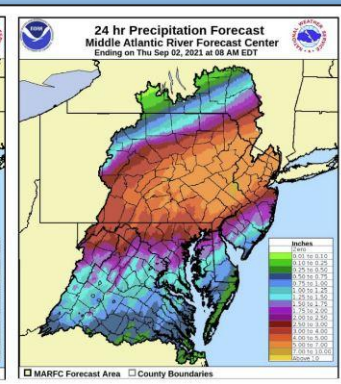 24 hr Precipitation Forecast
Middle Atlantic River Forecast Center
Ending on Thu Sep 02, 2021 at 08 AM EDT
NOAA
Inches
Zero
0.01 to 0.10
0.10 to 0.25
0.25 to 0.50
0.50 to 0.75
0.75 to 1.00
1.00 to 1.25
1.25 to 1.50
1.50 to 1.75
1.75 to 2.00
2.00 to 2.50
2.50 to 3.00
3.00 to 4.00
4.00 to 5.00
5.00 to 7.00
7.00 to 10.00
Above 10
MARFC Forecast Area County Boundaries